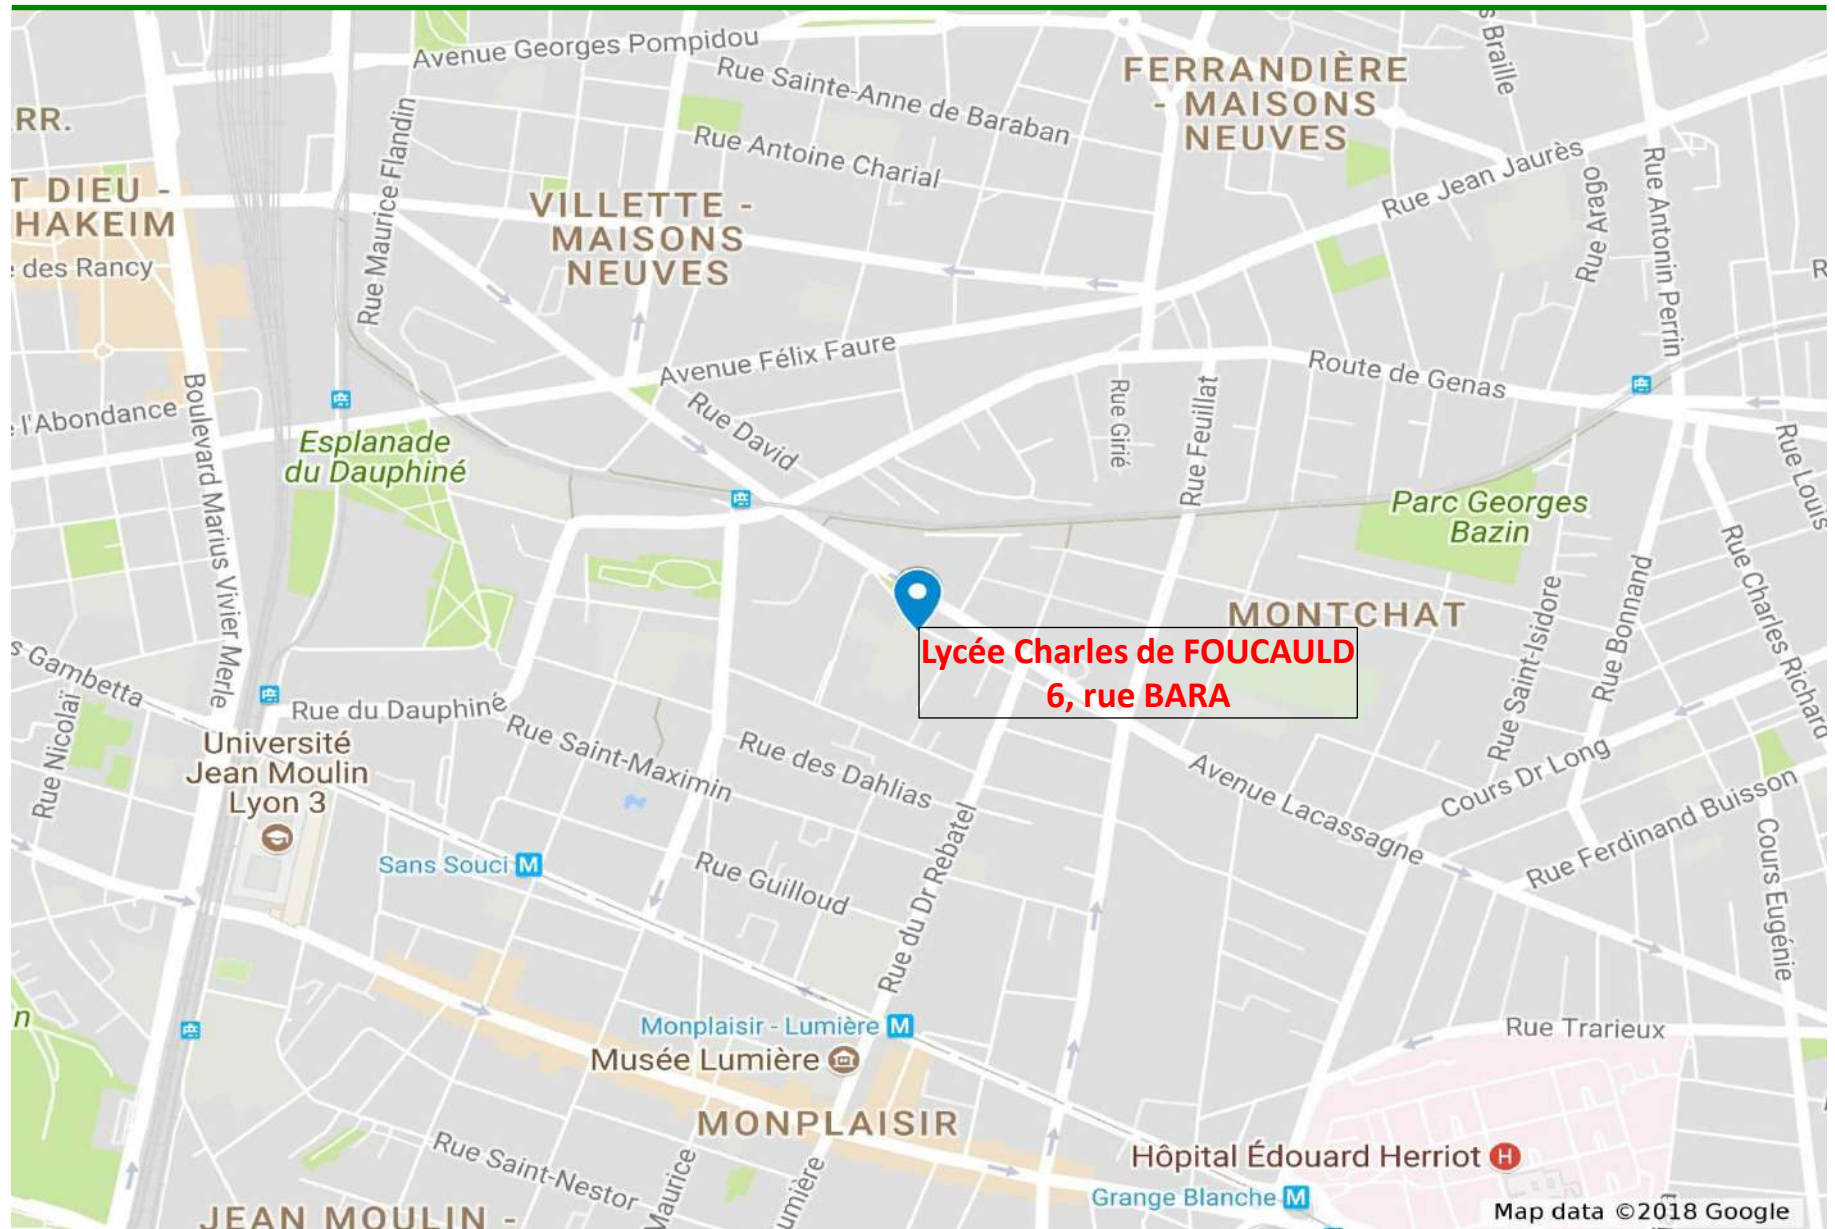 Avenue Georges Pompidou
Rue Sainte-Anne de Baraban
FERRANDIÈRE
- MAISONS
NEUVES
s Braille
RR.
Rue Maurice Flandin
Rue Antoine Charial
Rue Jean Jaurès
Rue Arago
Rue Antonin Perrin
T DIEU -
HAKEIM
des Rancy
VILLETTE -
MAISONS
NEUVES
R
Avenue Félix Faure
Route de Genas
Rue Girié
Rue Feuillat
l'Abondance
Boulevard Marius Vivier Merle
Rue David
Esplanade
du Dauphiné
Rue Louis
Parc Georges
Bazin
Rue Charles Richard
Rue Bonnand
Rue Saint-Isidore
MONTCHAT
Lycée Charles de FOUCAULD
6, rue BARA
s Gambetta
Rue Nicolaï
Rue du Dauphiné
Rue Saint-Maximin
Rue des Dahlias
Université
Jean Moulin
Lyon 3
Avenue Lacassagne
Cours Dr Long
Rue Ferdinand Buisson
Cours Eugénie
Sans Souci M
Rue Guilloud
Rue du Dr Rebatel
n
Monplaisir - Lumière M
Musée Lumière
Rue Trarieux
MONPLAISIR
Rue Saint-Nestor
Maurice
umière
Hôpital Édouard Herriot H
Grange Blanche M
JEAN MOULIN -
Map data ©2018 Google